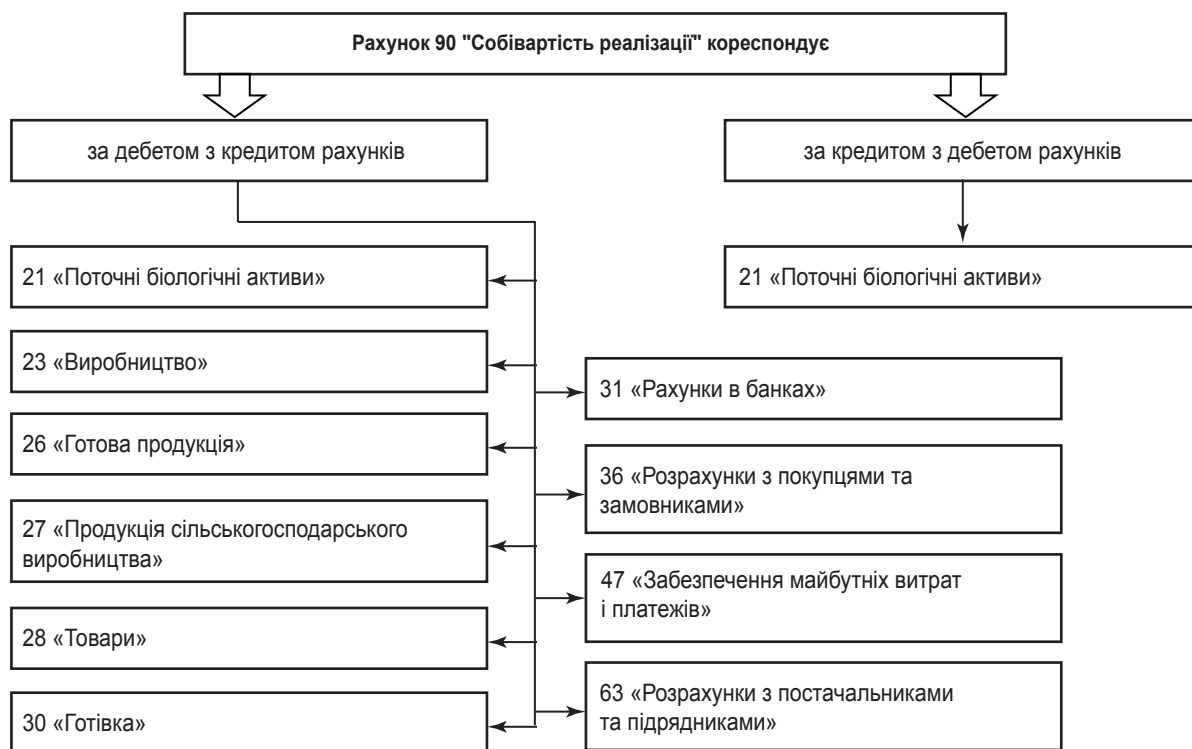 Рахунок 90 "Собівартість реалізації" кореспондує
за дебетом з кредитом рахунків
за кредитом з дебетом рахунків
21 «Поточні біологічні активи»
21 «Поточні біологічні активи»
23 «Виробництво»
31 «Рахунки в банках»
26 «Готова продукція»
36 «Розрахунки з покупцями та
замовниками»
27 «Продукція сільськогосподарського
виробництва»
47 «Забезпечення майбутніх витрат
і платежів»
28 «Товари»
63 «Розрахунки з постачальниками
та підрядниками»
30 «Готівка»